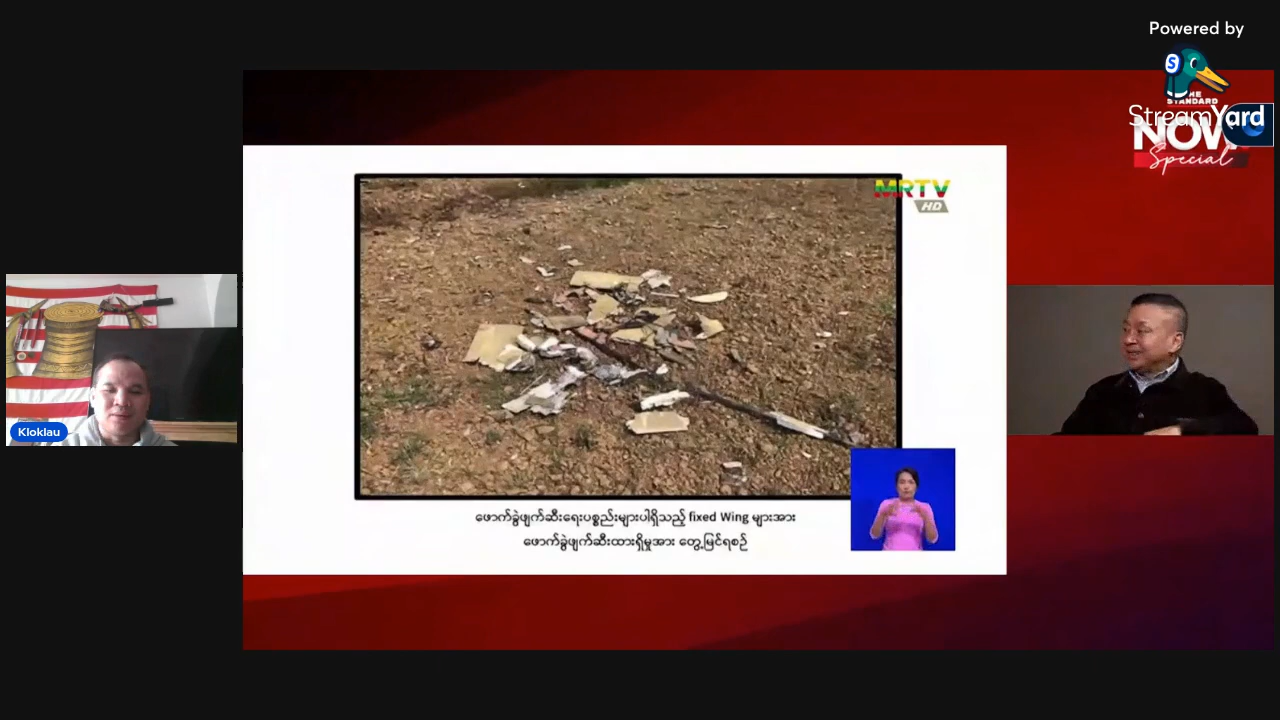 Powered by
S
THE
STANDARD
StreamYard
NOW
Special
MRTV
HD
Kloklau
ဖောက်ခွဲဖျက်ဆီးရေးပစ္စည်းများပါရှိသည့် fixed Wing များအား
ဖောက်ခွဲဖျက်ဆီးထားရှိမှုအား တွေ့မြင်ရစဉ်